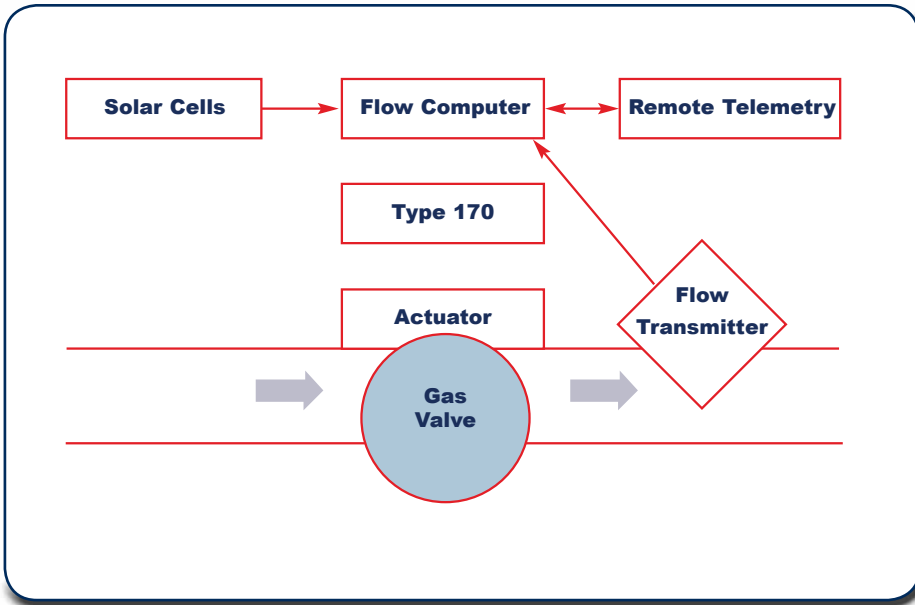 Solar Cells
Flow Computer
Remote Telemetry
Type 170
Actuator
Flow
Transmitter
Gas
Valve